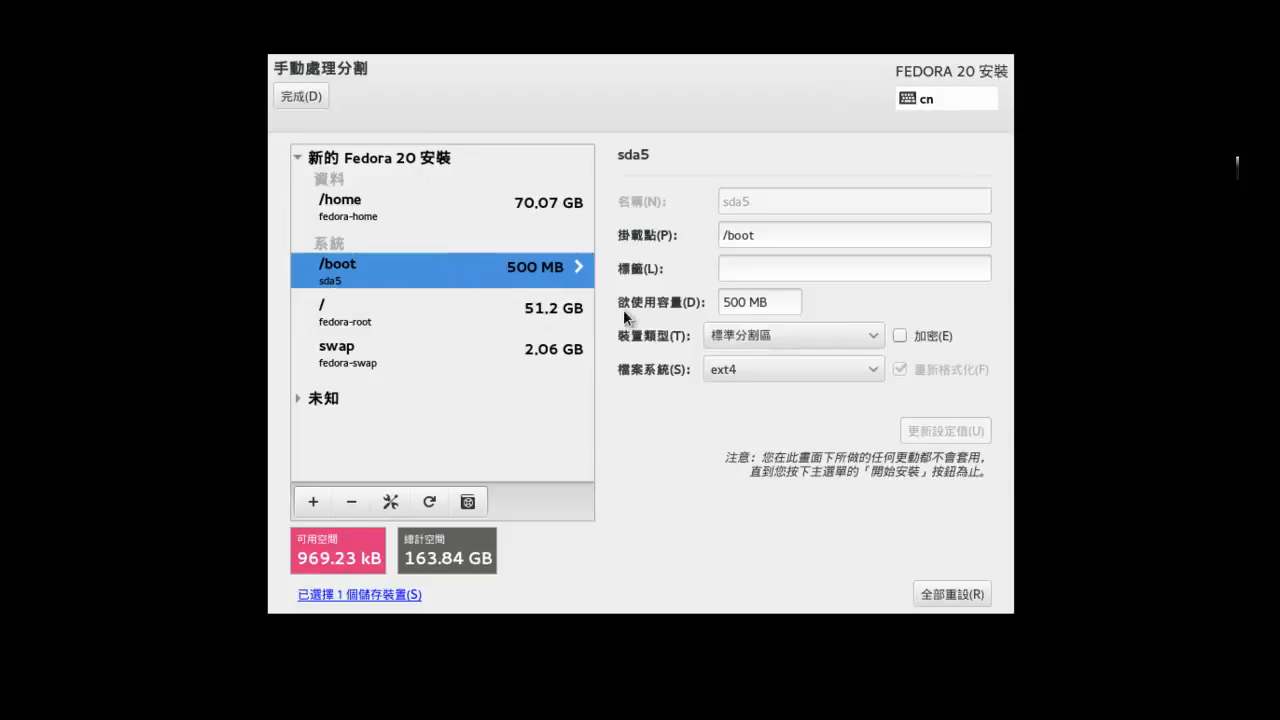 手動處理分割
FEDORA 20 安裝
完成(D)
cn
新的 Fedora 20 安裝
資料
/home
70.07 GB
fedora-home
系統
/boot
500 MB
sda5
/
51.2 GB
fedora-root
swap
2.06 GB
fedora-swap
未知
sda5
名稱(N):
sda5
掛載點(P):
/boot
標籤(L):
欲使用容量(D):
500 MB
裝置類型(T):
標準分割區
加密(E)
檔案系統(S):
ext4
重新格式化(F)
更新設定值(U)
注意: 您在此畫面下所做的任何更動都不會套用,
直到您按下主選單的「開始安裝」按鈕為止。
可用空間
969.23 kB
總計空間
163.84 GB
已選擇 1 個儲存裝置(S)
全部重設(R)